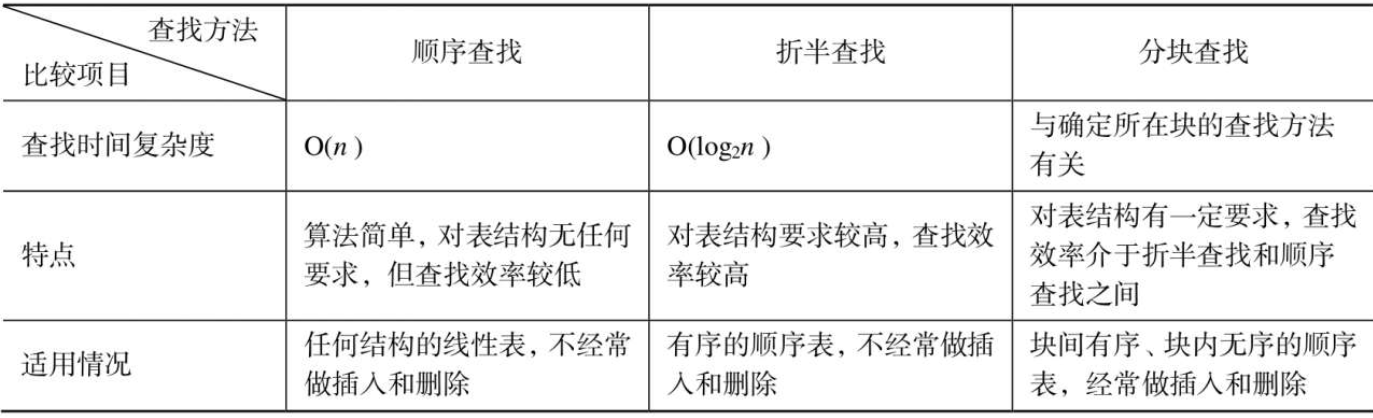 查找方法
比较项目
顺序查找
折半查找
分块查找
查找时间复杂度
O(n)
O(log₂n)
与确定所在块的查找方法
有关
特点
算法简单，对表结构无任何
要求，但查找效率较低
对表结构要求较高，查找效
率较高
对表结构有一定要求，查找
效率介于折半查找和顺序
查找之间
适用情况
任何结构的线性表，不经常
做插入和删除
有序的顺序表，不经常做插
入和删除
块间有序、块内无序的顺序
表，经常做插入和删除